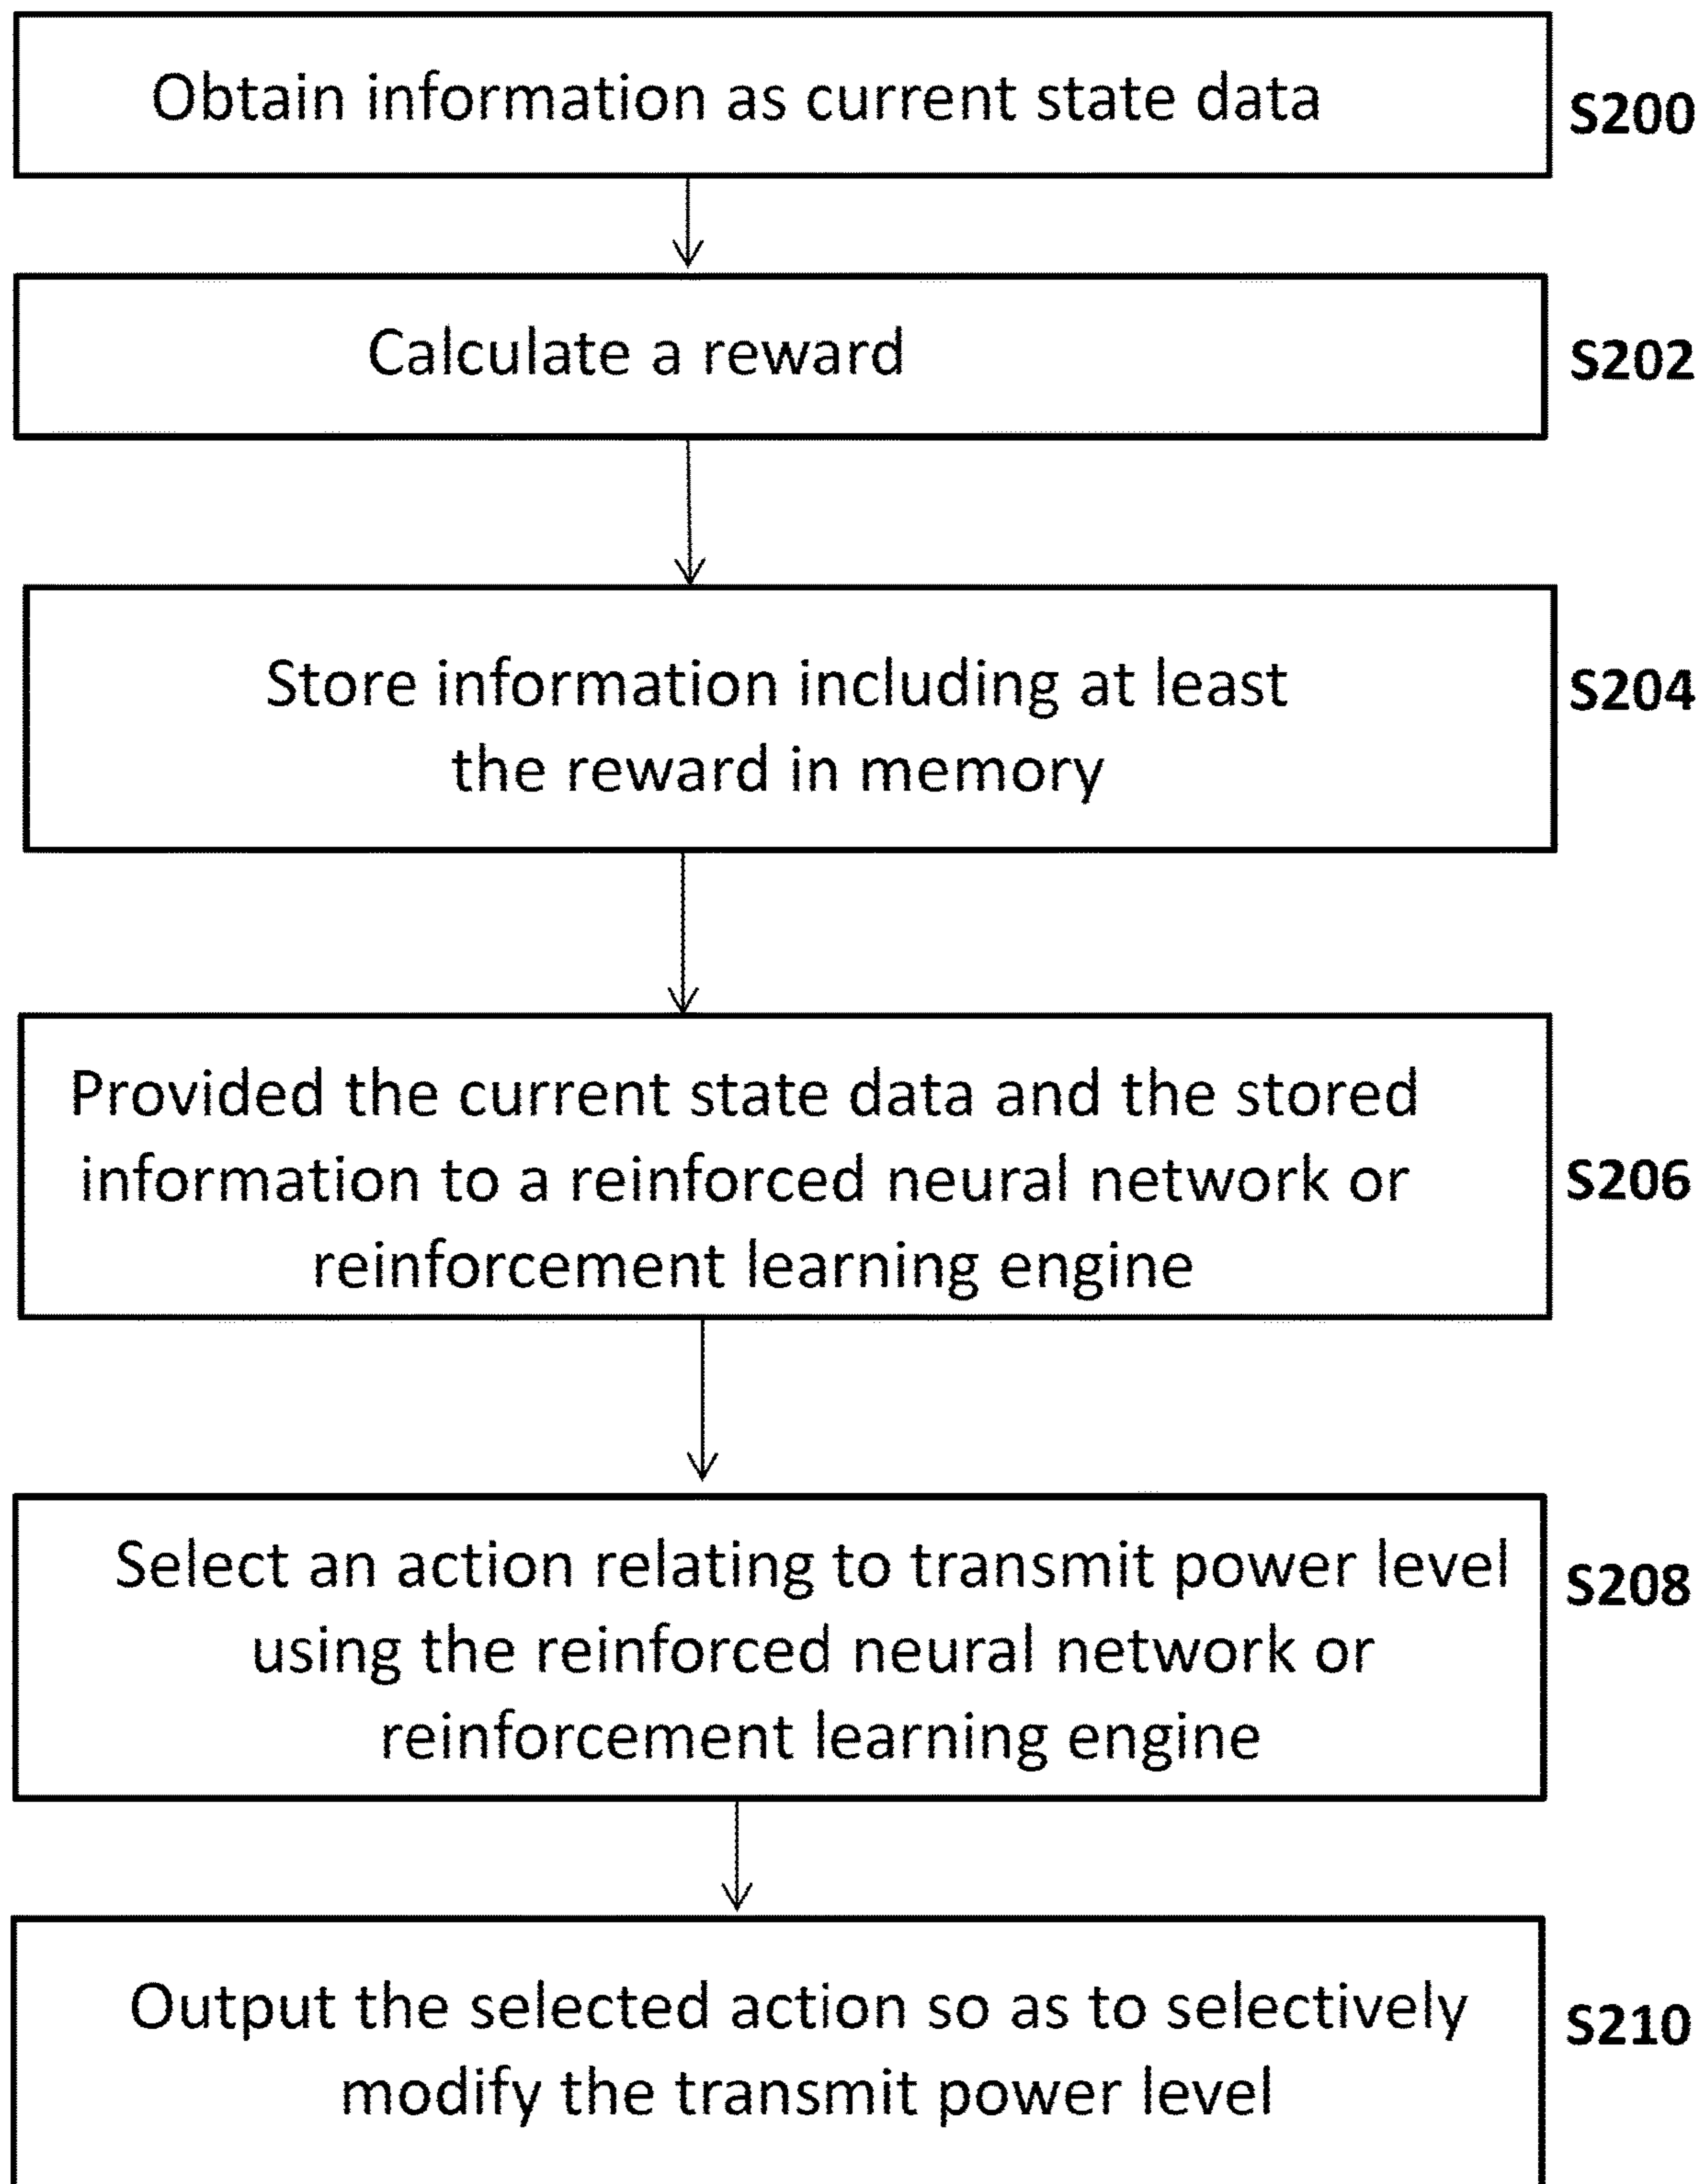 Obtain information as current state data
S200
Calculate a reward
S202
Store information including at least
the reward in memory
S204
Provided the current state data and the stored
information to a reinforced neural network or
reinforcement learning engine
S206
Select an action relating to transmit power level
using the reinforced neural network or
reinforcement learning engine
S208
Output the selected action so as to selectively
modify the transmit power level
S210